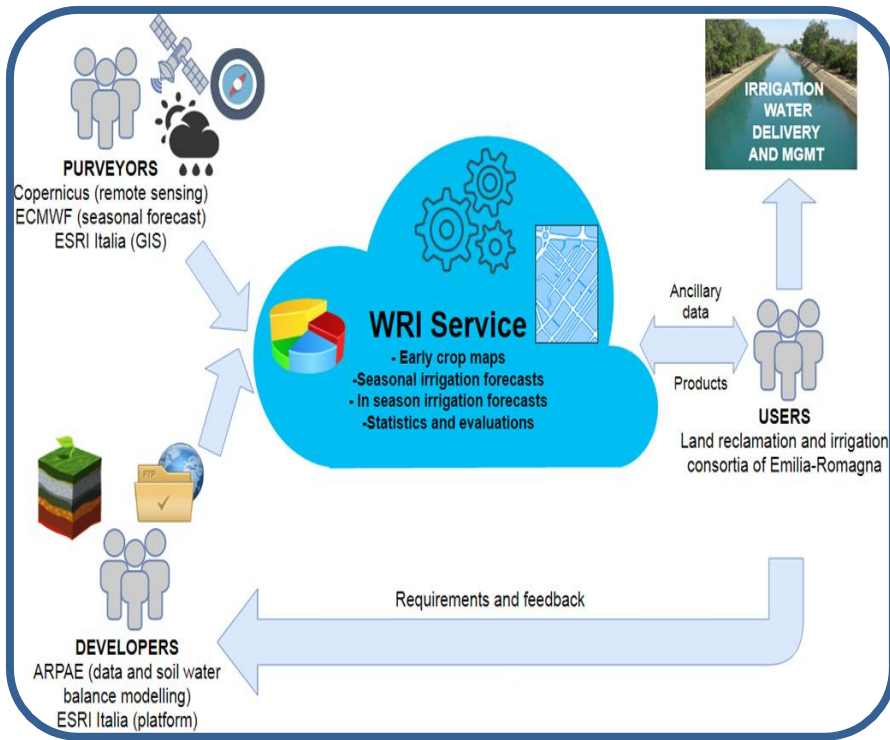 PURVEYORS
Copernicus (remote sensing)
ECMWF (seasonal forecast)
ESRI Italia (GIS)
IRRIGATION
WATER
DELIVERY
AND MGMT
WRI Service
- Early crop maps
-Seasonal irrigation forecasts
- In season irrigation forecasts
-Statistics and evaluations
Ancillary
data
Products
USERS
Land reclamation and irrigation
consortia of Emilia-Romagna
FTP
DEVELOPERS
ARPAE (data and soil water
balance modelling)
ESRI Italia (platform)
Requirements and feedback